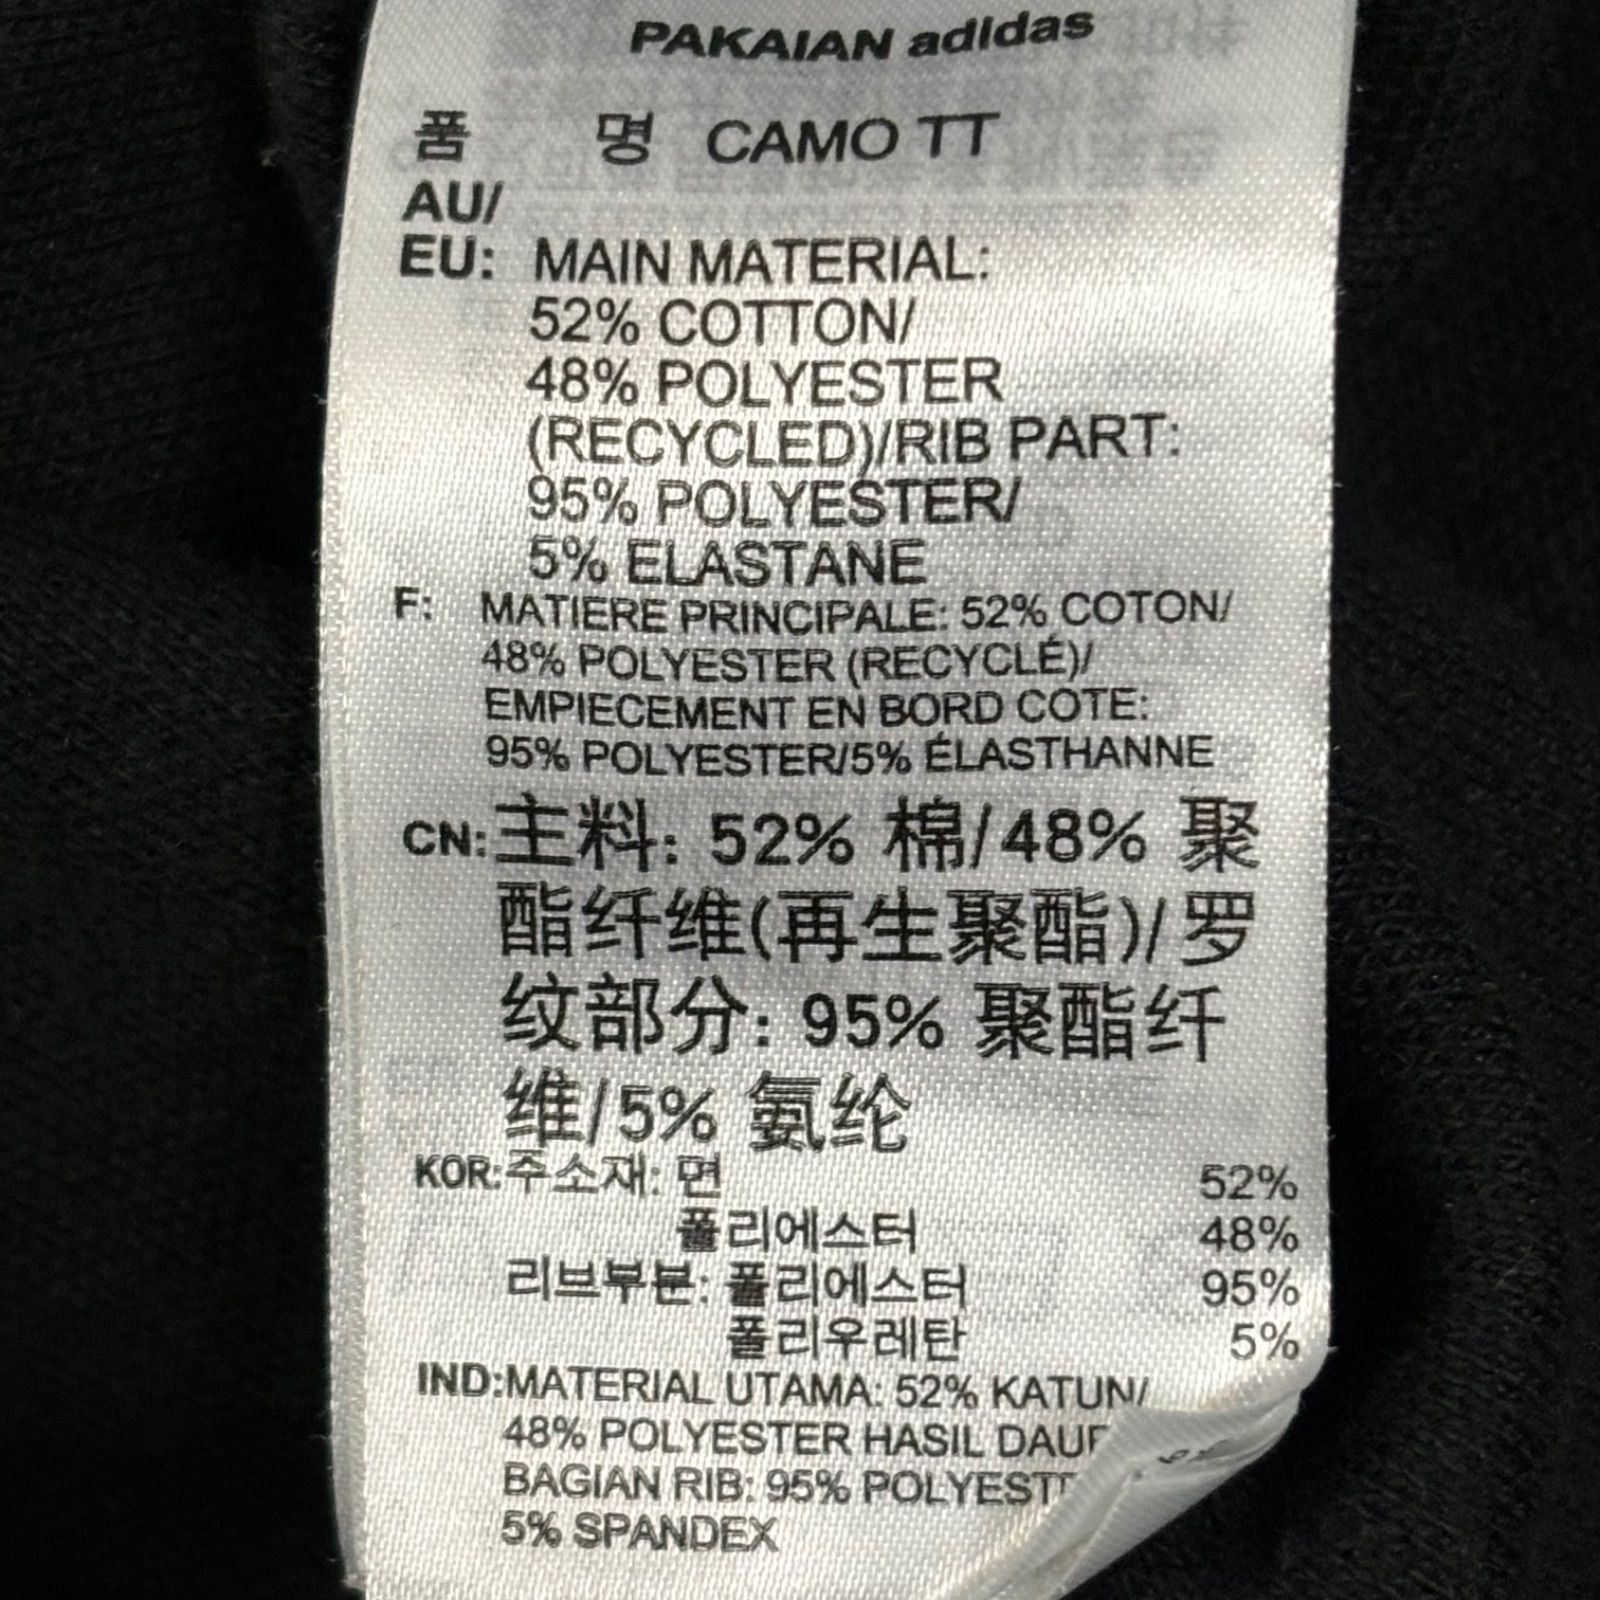 PAKAIAN adidas
품 명 CAMO TT
AU/
EU: MAIN MATERIAL:
52% COTTON/
48% POLYESTER
(RECYCLED)/RIB PART:
95% POLYESTER/
5% ELASTANE
F: MATIERE PRINCIPALE: 52% COTON/
48% POLYESTER (RECYCLÉ)/
EMPIECEMENT EN BORD COTE:
95% POLYESTER/5% ÉLASTHANNE
CN: 主料: 52% 棉/48% 聚
酯纤维(再生聚酯)/罗
纹部分: 95% 聚酯纤
维/5% 氨纶
KOR: 주소재: 면 52%
폴리에스터 48%
리브부분: 폴리에스터 95%
폴리우레탄 5%
IND: MATERIAL UTAMA: 52% KATUN/
48% POLYESTER HASIL
BAGIAN RIB: 95%
5% SPANDEX